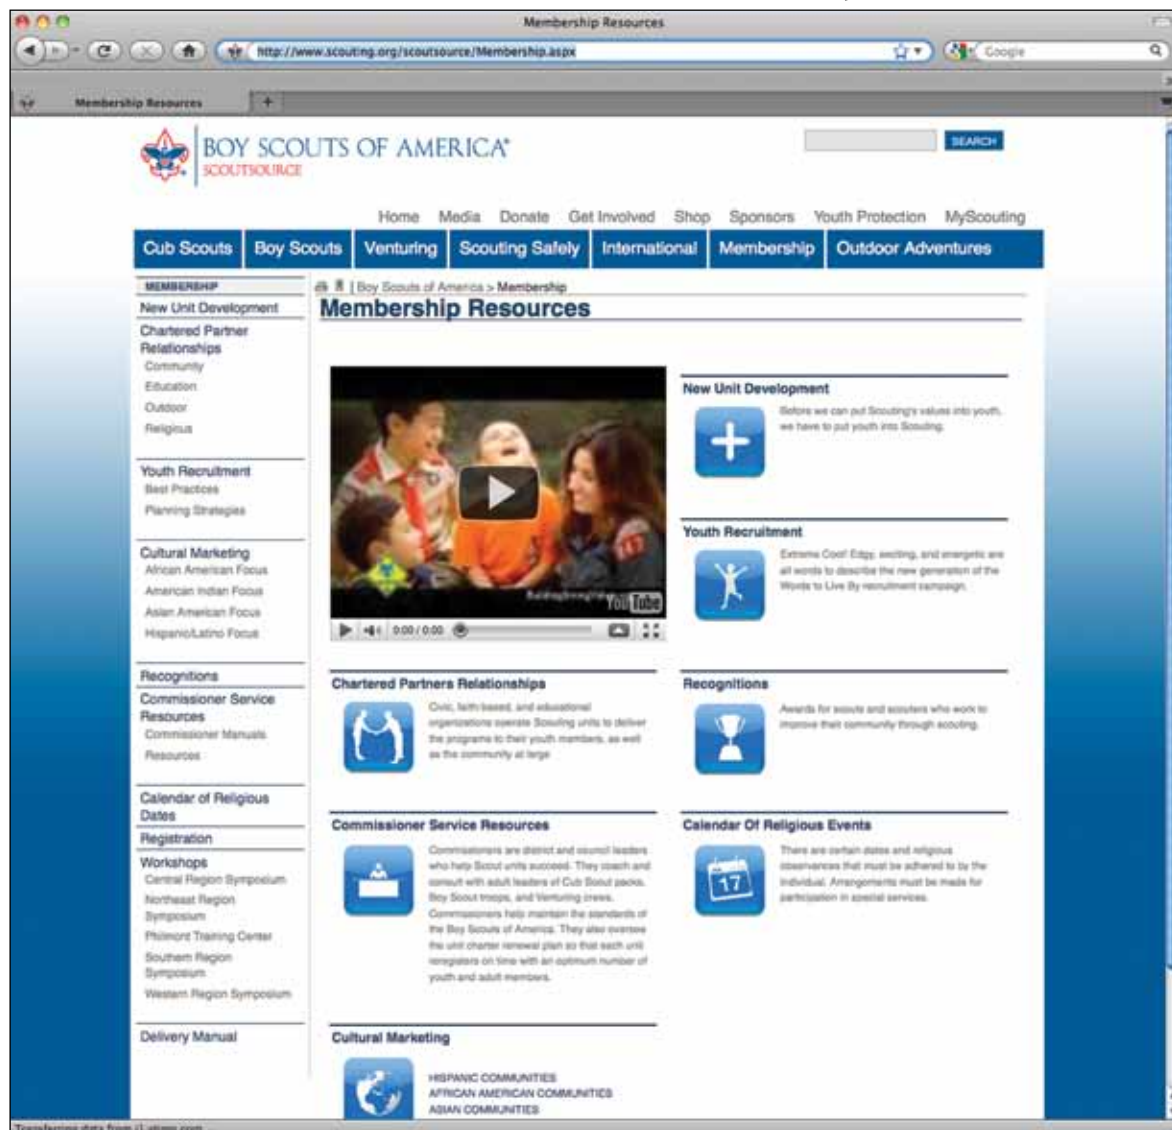 Membership Resources
http://www.scouting.org/scoutsource/Membership.aspx
Google
Membership Resources
+
BOY SCOUTS OF AMERICA®
SCOUTSOURCE
SEARCH
Home Media Donate Get Involved Shop Sponsors Youth Protection MyScouting
Cub Scouts Boy Scouts Venturing Scouting Safely International Membership Outdoor Adventures
MEMBERSHIP
New Unit Development
Chartered Partner
Relationships
Community
Education
Outdoor
Religious
Youth Recruitment
Best Practices
Planning Strategies
Cultural Marketing
African American Focus
American Indian Focus
Asian American Focus
Hispano/Latino Focus
Recognitions
Commissioner Service
Resources
Commissioner Manuals
Resources
Calendar of Religious
Dates
Registration
Workshops
Central Region Symposium
Northeast Region
Symposium
Philmont Training Center
Southern Region
Symposium
Western Region Symposium
Delivery Manual
| Boy Scouts of America > Membership
Membership Resources
YouTube
0:00 / 0:00
New Unit Development
Before we can put Scouting's values into youth,
we have to put youth into Scouting.
Youth Recruitment
Extreme Cool! Edgy, exciting, and energetic are
all words to describe the new generation of the
Words to Live By recruitment campaign.
Chartered Partners Relationships
Civic, faith based, and educational
organizations operate Scouting units to deliver
the programs to their youth members, as well
as the community at large
Recognitions
Awards for scouts and scouters who work to
improve their community through scouting.
Commissioner Service Resources
Commissioners are district and council leaders
who help Scout units succeed. They coach and
consult with adult leaders of Cub Scout packs,
Boy Scout troops, and Venturing crews.
Commissioners help maintain the standards of
the Boy Scouts of America. They also oversee
the unit charter renewal plan so that each unit
reregisters on time with an optimum number of
youth and adult members.
Calendar Of Religious Events
17
There are certain dates and religious
observances that must be adhered to by the
individual. Arrangements must be made for
participation in special services.
Cultural Marketing
HISPANIC COMMUNITIES
AFRICAN AMERICAN COMMUNITIES
ASIAN COMMUNITIES
Transferring data from